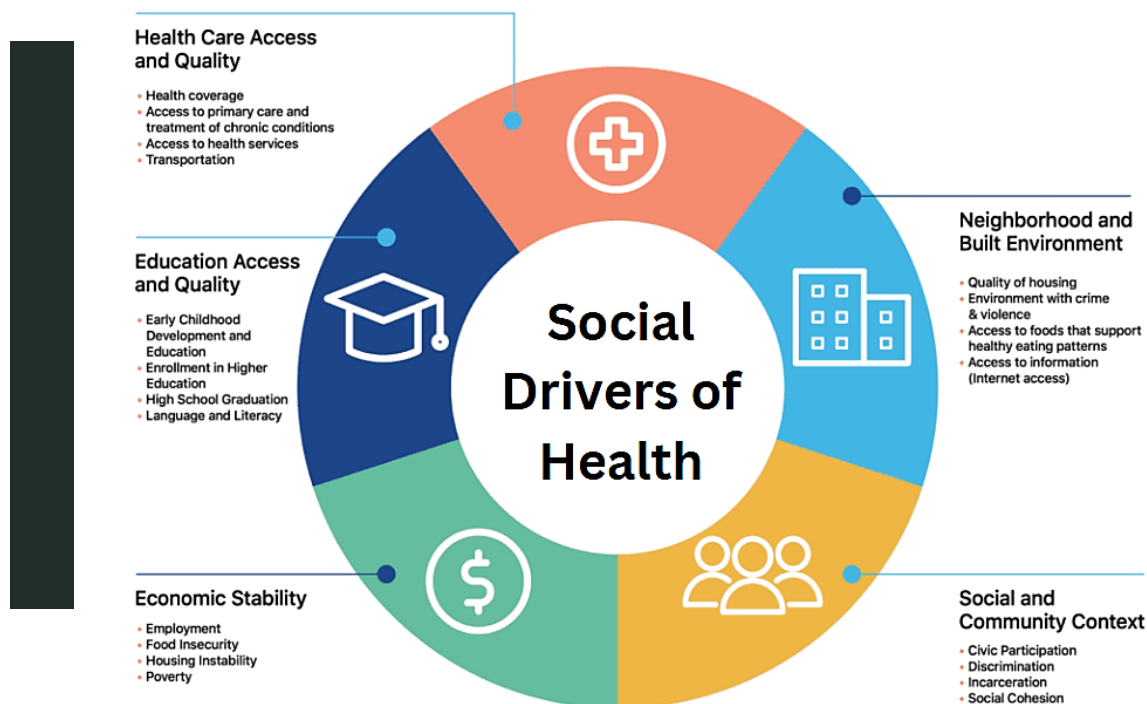 Health Care Access
and Quality
• Health coverage
• Access to primary care and
treatment of chronic conditions
• Access to health services
• Transportation
Education Access
and Quality
• Early Childhood
Development and
Education
• Enrollment in Higher
Education
• High School Graduation
• Language and Literacy
Economic Stability
• Employment
• Food Insecurity
• Housing Instability
• Poverty
Social
Drivers of
Health
$
Neighborhood and
Built Environment
• Quality of housing
• Environment with crime
& violence
• Access to foods that support
healthy eating patterns
• Access to information
(Internet access)
Social and
Community Context
• Civic Participation
• Discrimination
• Incarceration
• Social Cohesion